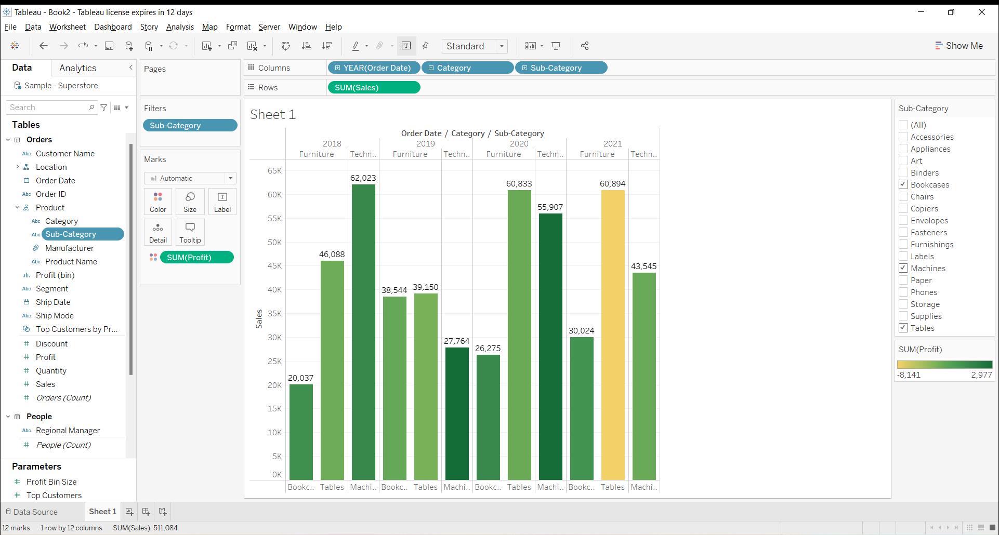 Tableau - Book2 - Tableau license expires in 12 days
File Data Worksheet Dashboard Story Analysis Map Format Server Window Help
Standard
Show Me
Data Analytics
Sample - Superstore
Search
Tables
Orders
Abc Customer Name
Location
Order Date
Abc Order ID
Product
Abc Category
Abc Sub-Category
Manufacturer
Abc Product Name
Profit (bin)
Abc Segment
Ship Date
Abc Ship Mode
Top Customers by Pr...
# Discount
# Profit
# Quantity
# Sales
# Orders (Count)
People
Abc Regional Manager
# People (Count)
Parameters
# Profit Bin Size
# Top Customers
Pages
Filters
Sub-Category
Marks
Automatic
Color Size Label
Detail Tooltip
SUM(Profit)
Columns YEAR(Order Date) Category Sub-Category
Rows SUM(Sales)
Sheet 1
Order Date / Category / Sub-Category
2018 2019 2020 2021
Furniture Techn.. Furniture Techn.. Furniture Techn.. Furniture Techn..
Sales
65K
60K
55K
50K
45K
40K
35K
30K
25K
20K
15K
10K
5K
0K
20,037
46,088
62,023
38,544
39,150
27,764
26,275
60,833
55,907
30,024
60,894
43,545
Bookc.. Tables Machi.. Bookc.. Tables Machi.. Bookc.. Tables Machi.. Bookc.. Tables Machi..
Sub-Category
(All)
Accessories
Appliances
Art
Binders
Bookcases
Chairs
Copiers
Envelopes
Fasteners
Furnishings
Labels
Machines
Paper
Phones
Storage
Supplies
Tables
SUM(Profit)
-8,141 2,977
Data Source Sheet 1
12 marks 1 row by 12 columns SUM(Sales): 511,084